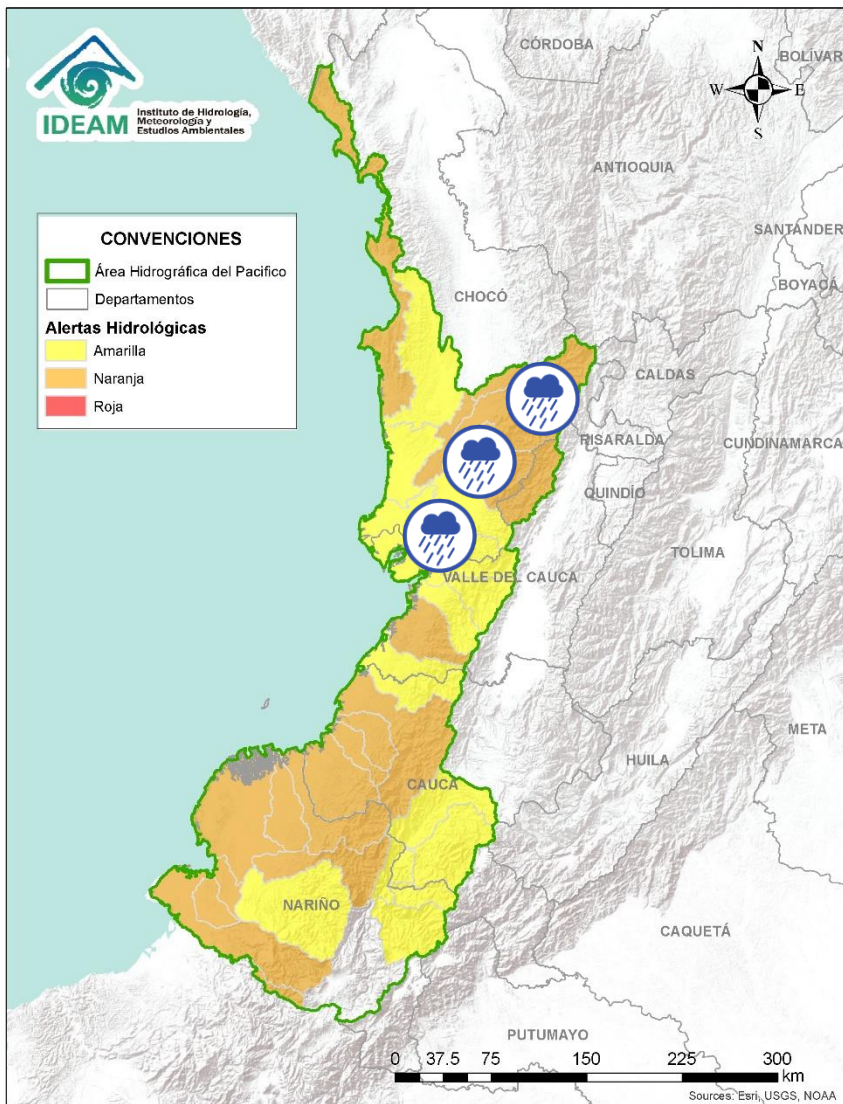 IDEAM
Instituto de Hidrología,
Meteorología y
Estudios Ambientales
N
W
E
S
CONVENCIONES
Área Hidrográfica del Pacifico
Departamentos
Alertas Hidrológicas
Amarilla
Naranja
Roja
CÓRDOBA
BOLÍVAR
ANTIOQUIA
SANTANDER
BOYACÁ
CHOCÓ
CALDAS
RISARALDA
CUNDINAMARCA
QUINDÍO
TOLIMA
VALLE DEL CAUCA
META
HUILA
CAUCA
NARIÑO
CAQUETÁ
PUTUMAYO
0 37.5 75 150 225 300
km
Sources: Esri, USGS, NOAA